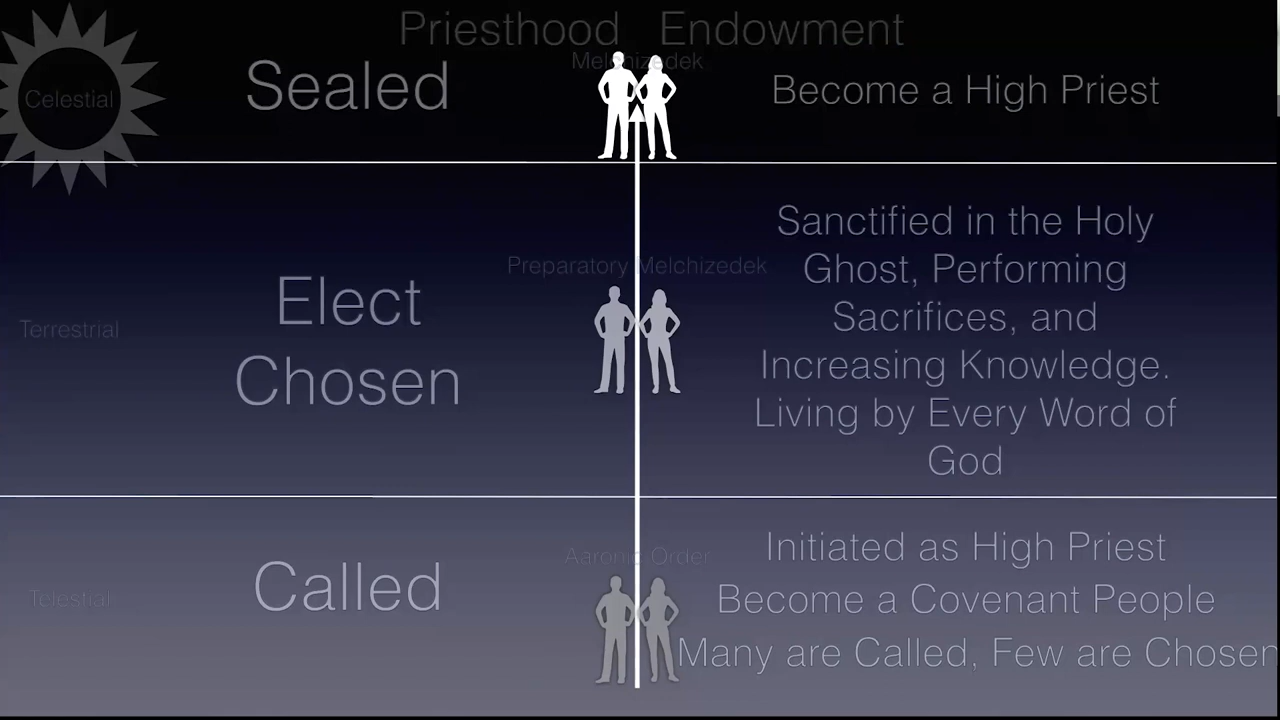 Priesthood Endowment
Melchizedek
Celestial
Sealed
Become a High Priest
Preparatory Melchizedek
Terrestrial
Elect
Chosen
Sanctified in the Holy
Ghost, Performing
Sacrifices, and
Increasing Knowledge.
Living by Every Word of
God
Aaronic Order
Telestial
Called
Initiated as High Priest
Become a Covenant People
Many are Called, Few are Chosen